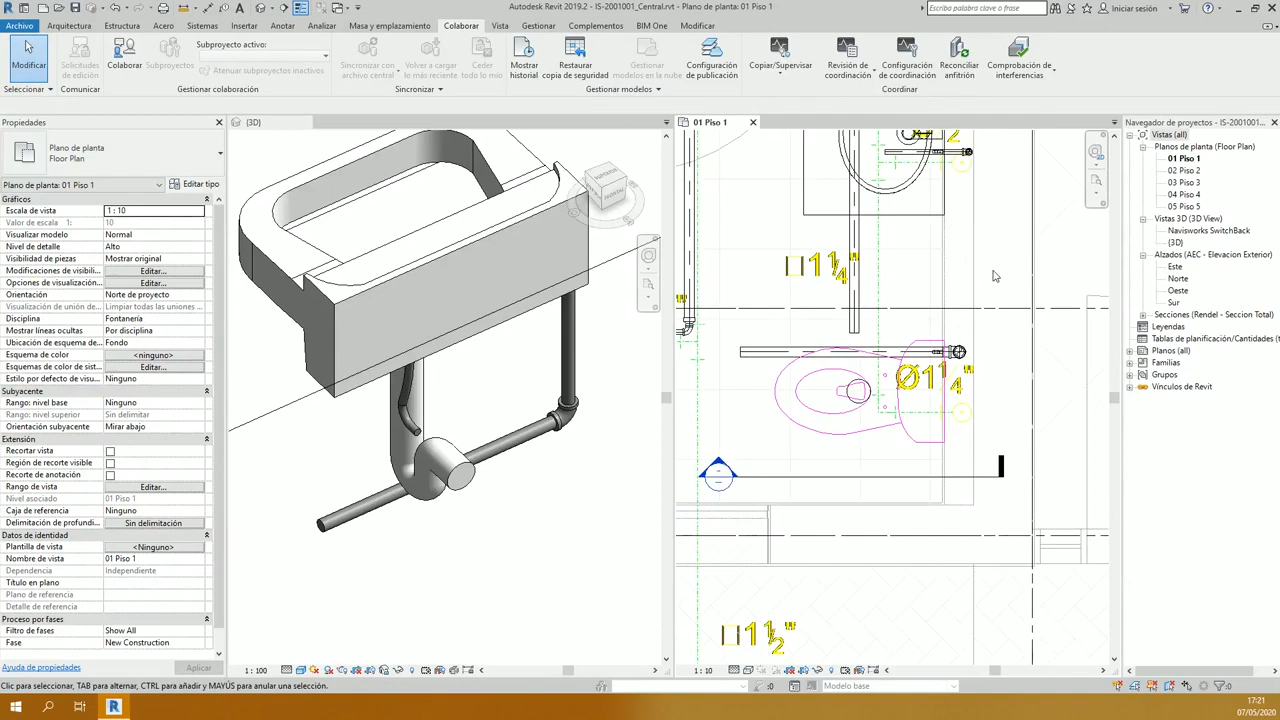 Autodesk Revit 2019.2 - IS-2001001_Central.rvt - Plano de planta: 01 Piso 1
Escriba palabra clave o frase
Iniciar sesión
Archivo Arquitectura Estructura Acero Sistemas Insertar Anotar Analizar Masa y emplazamiento Colaborar Vista Gestionar Complementos BIM One Modificar
Modificar
Solicitudes de edición
Colaborar
Subproyectos
Subproyecto activo:
Atenuar subproyectos inactivos
Sincronizar con archivo central
Volver a cargar lo más reciente
Ceder todo lo mío
Mostrar historial
Restaurar copia de seguridad
Gestionar modelos en la nube
Configuración de publicación
Copiar/Supervisar
Revisión de coordinación
Configuración de coordinación
Reconciliar anfitrión
Comprobación de interferencias
Seleccionar Comunicar Gestionar colaboración Sincronizar Gestionar modelos Coordinar
Propiedades
Plano de planta
Floor Plan
Plano de planta: 01 Piso 1 Editar tipo
Gráficos
Escala de vista 1 : 10
Valor de escala 1: 10
Visualizar modelo Normal
Nivel de detalle Alto
Visibilidad de piezas Mostrar original
Modificaciones de visibili... Editar...
Opciones de visualización... Editar...
Orientación Norte de proyecto
Visualización de unión de... Limpiar todas las uniones
Disciplina Fontanería
Mostrar líneas ocultas Por disciplina
Ubicación de esquema de... Fondo
Esquema de color <ninguno>
Esquemas de color de sist... Editar...
Estilo por defecto de visua... Ninguno
Subyacente
Rango: nivel base Ninguno
Rango: nivel superior Sin delimitar
Orientación subyacente Mirar abajo
Extensión
Recortar vista
Región de recorte visible
Recorte de anotación
Rango de vista Editar...
Nivel asociado 01 Piso 1
Caja de referencia Ninguno
Delimitación de profundi... Sin delimitación
Datos de identidad
Plantilla de vista <Ninguno>
Nombre de vista 01 Piso 1
Dependencia Independiente
Título en plano
Plano de referencia
Detalle de referencia
Proceso por fases
Filtro de fases Show All
Fase New Construction
Ayuda de propiedades Aplicar
{3D}
1 : 100
01 Piso 1
1 1/4"
Ø1 1/4"
1 1/2"
1 : 10
Navegador de proyectos - IS-2001001_...
Vistas (all)
Planos de planta (Floor Plan)
01 Piso 1
02 Piso 2
03 Piso 3
04 Piso 4
05 Piso 5
Vistas 3D (3D View)
Navisworks SwitchBack
{3D}
Alzados (AEC - Elevacion Exterior)
Este
Norte
Oeste
Sur
Secciones (Rendel - Seccion Total)
Leyendas
Tablas de planificación/Cantidades (t
Planos (all)
Familias
Grupos
Vínculos de Revit
Clic para seleccionar, TAB para alternar, CTRL para añadir y MAYÚS para anular una selección.
:0
Modelo base
:0
17:21
07/05/2020